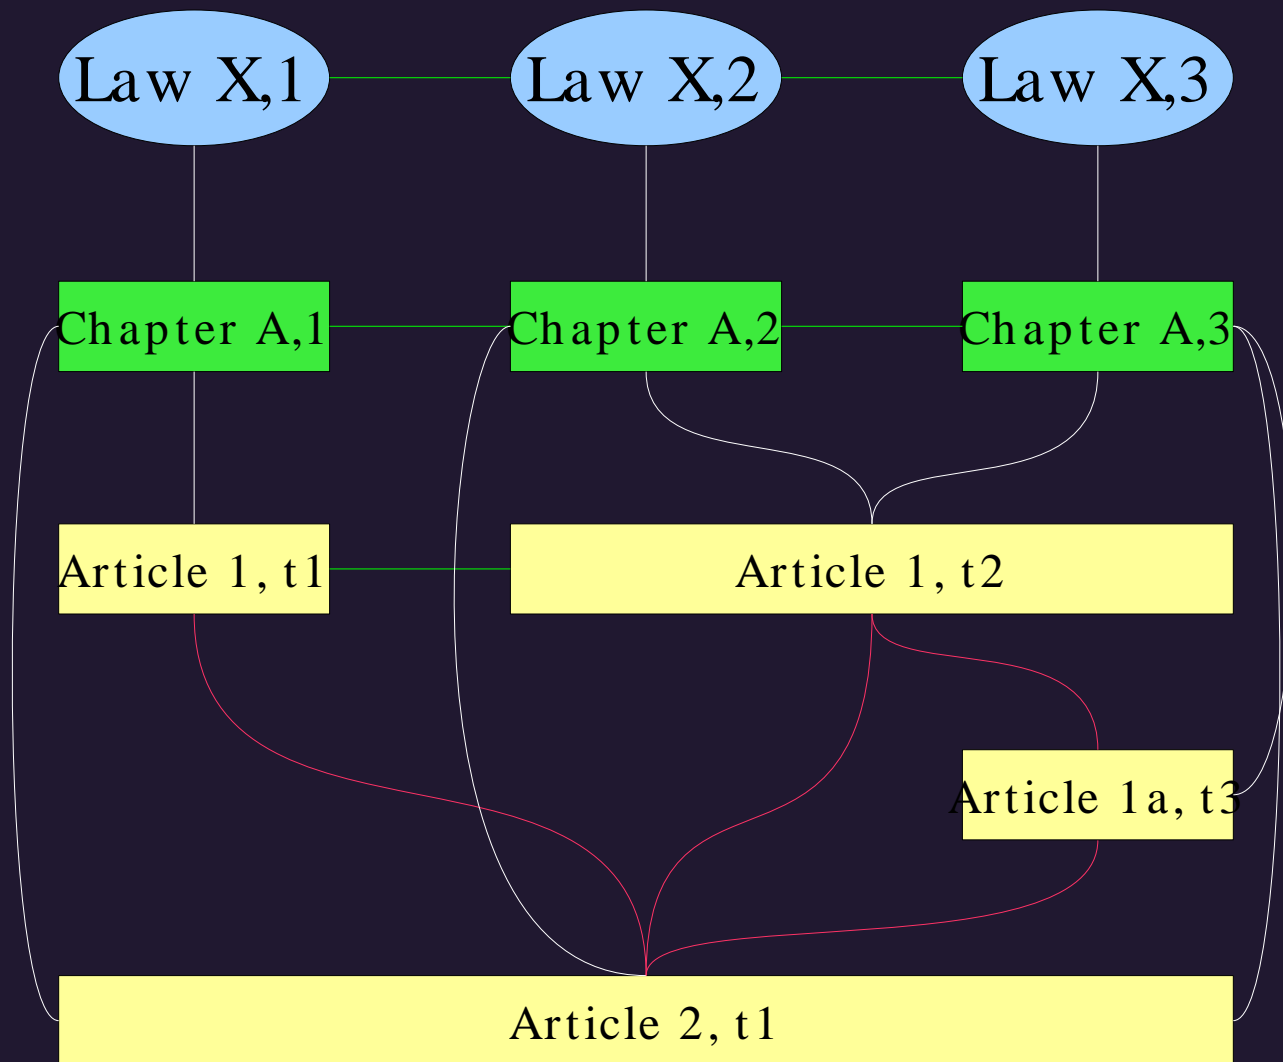 Law X,1
Law X,2
Law X,3
Chapter A,1
Chapter A,2
Chapter A,3
Article 1, t1
Article 1, t2
Article 1a, t3
Article 2, t1